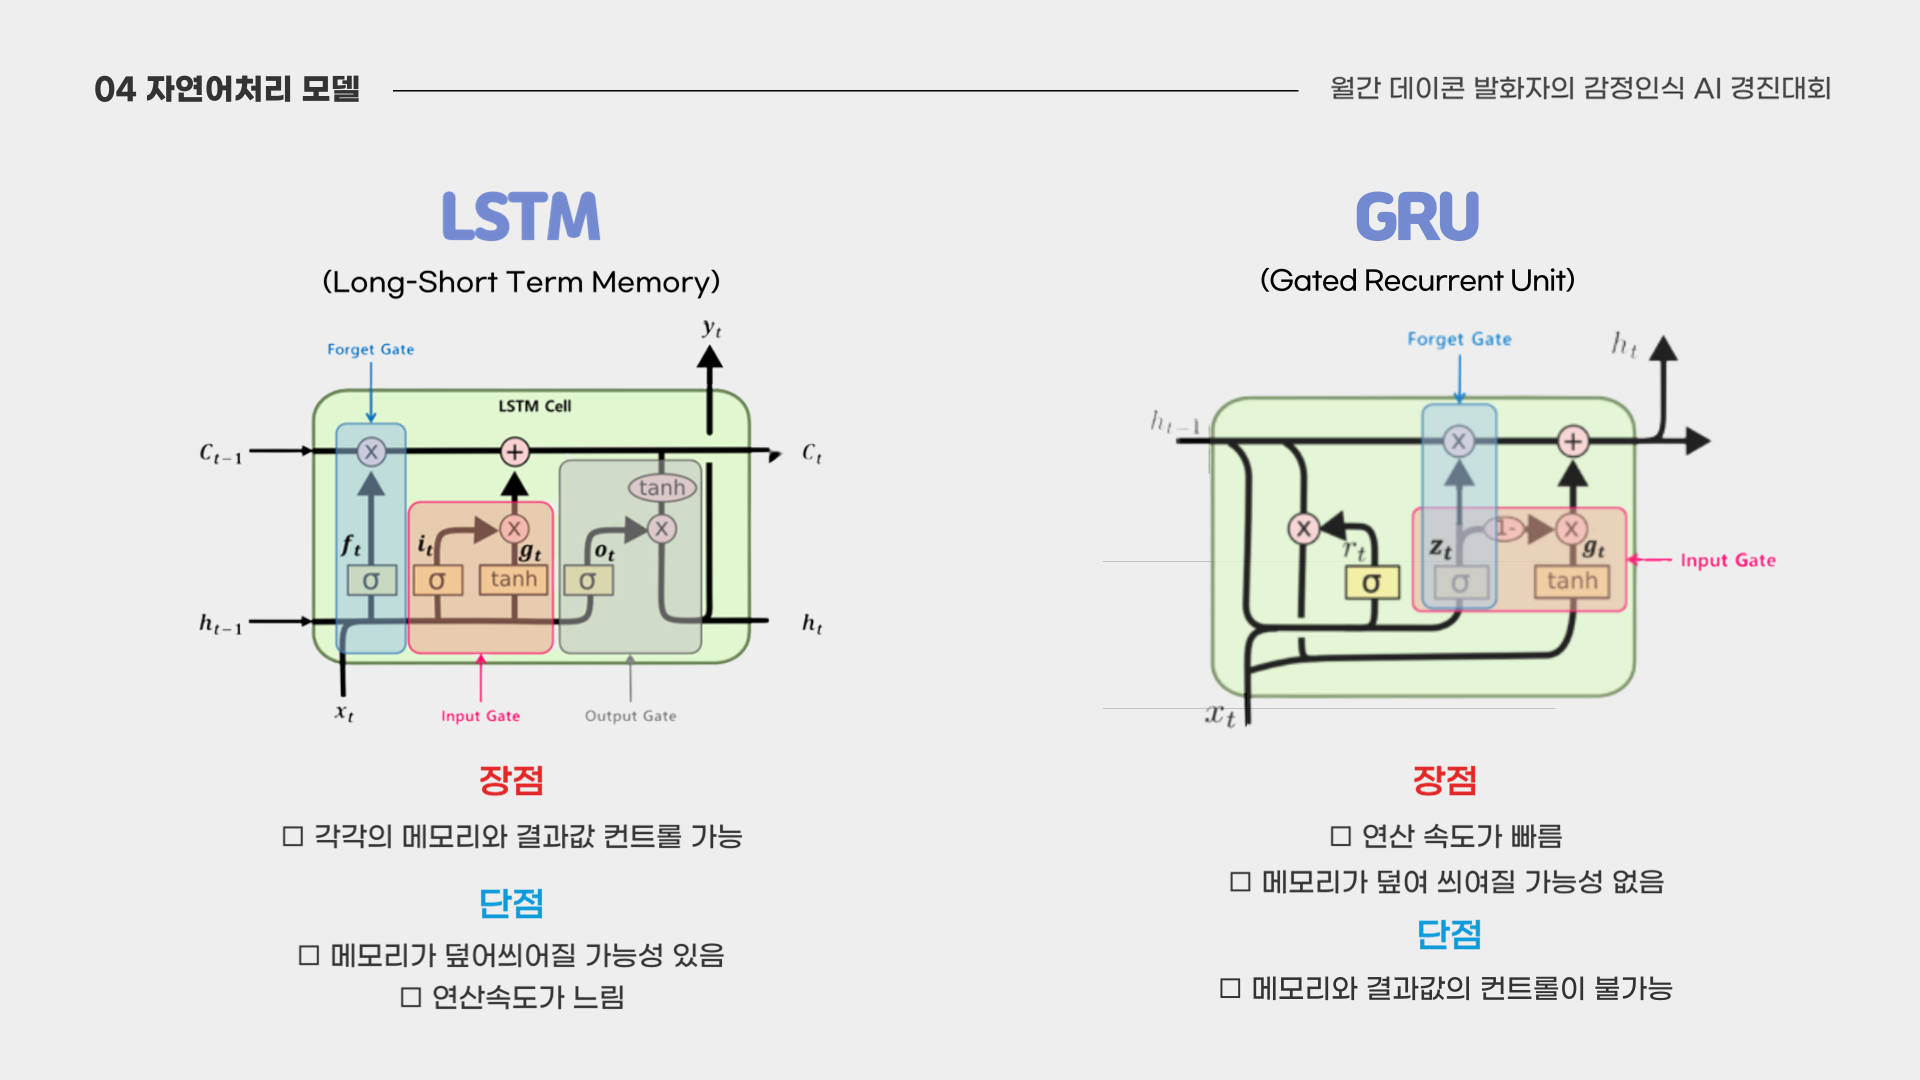 04 자연어처리 모델
월간 데이콘 발화자의 감정인식 AI 경진대회
LSTM
(Long-Short Term Memory)
y_t
Forget Gate
LSTM Cell
C_{t-1}
x
+
C_t
tanh
f_t
i_t
x
g_t
o_t
x
σ
σ
tanh
σ
h_{t-1}
h_t
x_t
Input Gate
Output Gate
장점
□ 각각의 메모리와 결과값 컨트롤 가능
단점
□ 메모리가 덮어씌어질 가능성 있음
□ 연산속도가 느림
GRU
(Gated Recurrent Unit)
Forget Gate
h_t
h_{t-1}
x
+
x
r_t
z_t
1-
x
g_t
Input Gate
σ
σ
tanh
x_t
장점
□ 연산 속도가 빠름
□ 메모리가 덮여 씌여질 가능성 없음
단점
□ 메모리와 결과값의 컨트롤이 불가능